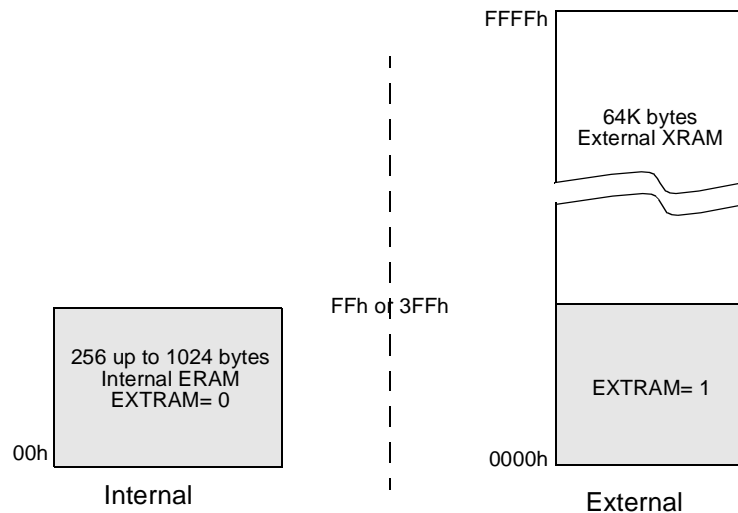 FFFFh
64K bytes
External XRAM
FFh or 3FFh
256 up to 1024 bytes
Internal ERAM
EXTRAM= 0
EXTRAM= 1
00h
0000h
Internal
External